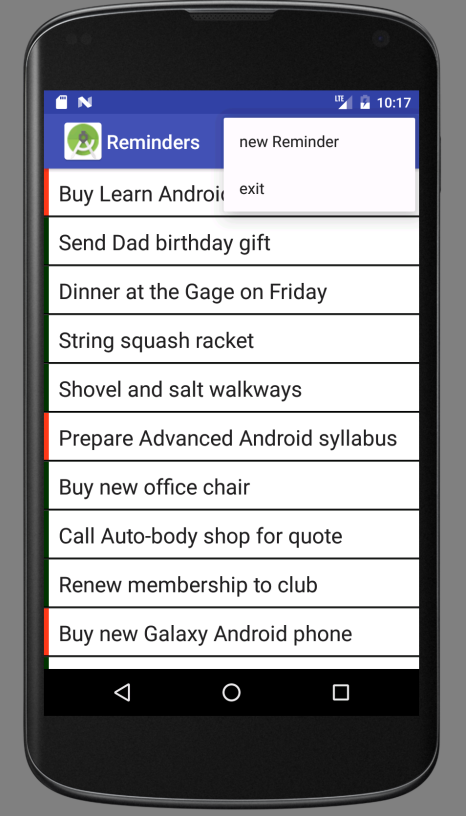 LTE 10:17
Reminders
new Reminder
exit
Buy Learn Android
Send Dad birthday gift
Dinner at the Gage on Friday
String squash racket
Shovel and salt walkways
Prepare Advanced Android syllabus
Buy new office chair
Call Auto-body shop for quote
Renew membership to club
Buy new Galaxy Android phone